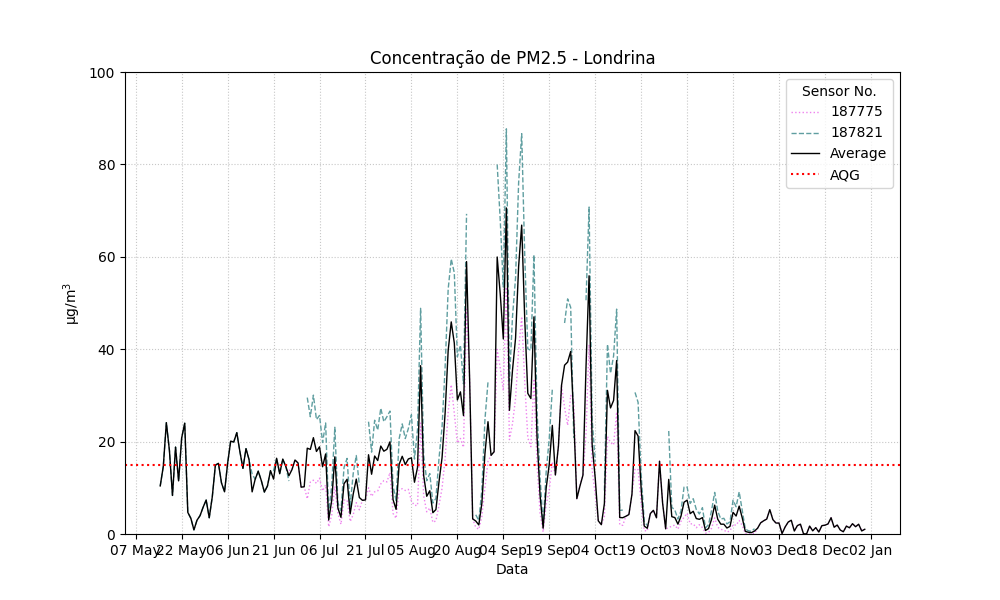 Concentração de PM2.5 - Londrina
Sensor No.
187775
187821
Average
AQG
100
80
60
40
20
0
µg/m³
07 May 22 May 06 Jun 21 Jun 06 Jul 21 Jul 05 Aug 20 Aug 04 Sep 19 Sep 04 Oct 19 Oct 03 Nov 18 Nov 03 Dec 18 Dec 02 Jan
Data